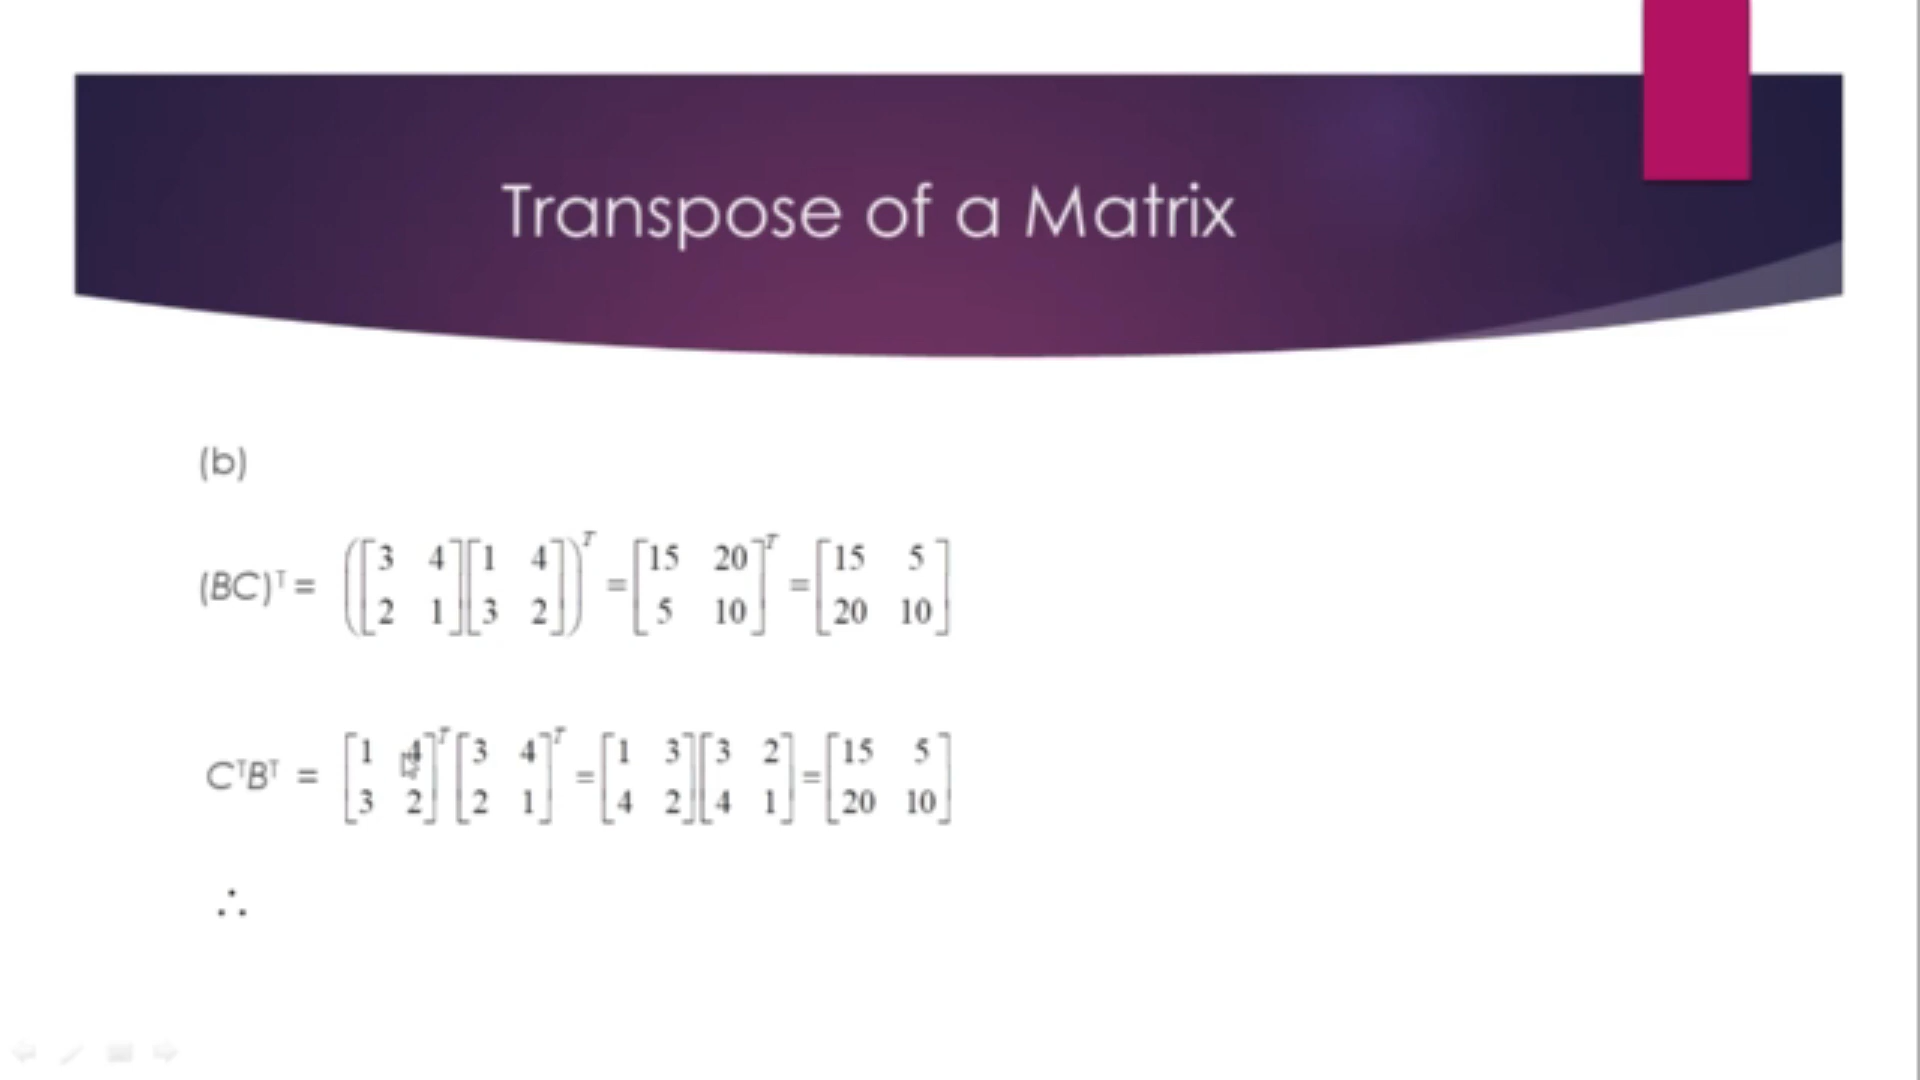 Transpose of a Matrix
(b)
(BC)ᵀ = ([3 4; 2 1][1 4; 3 2])ᵀ = [15 20; 5 10]ᵀ = [15 5; 20 10]
CᵀBᵀ = [1 4; 3 2]ᵀ[3 4; 2 1]ᵀ = [1 3; 4 2][3 2; 4 1] = [15 5; 20 10]
∴